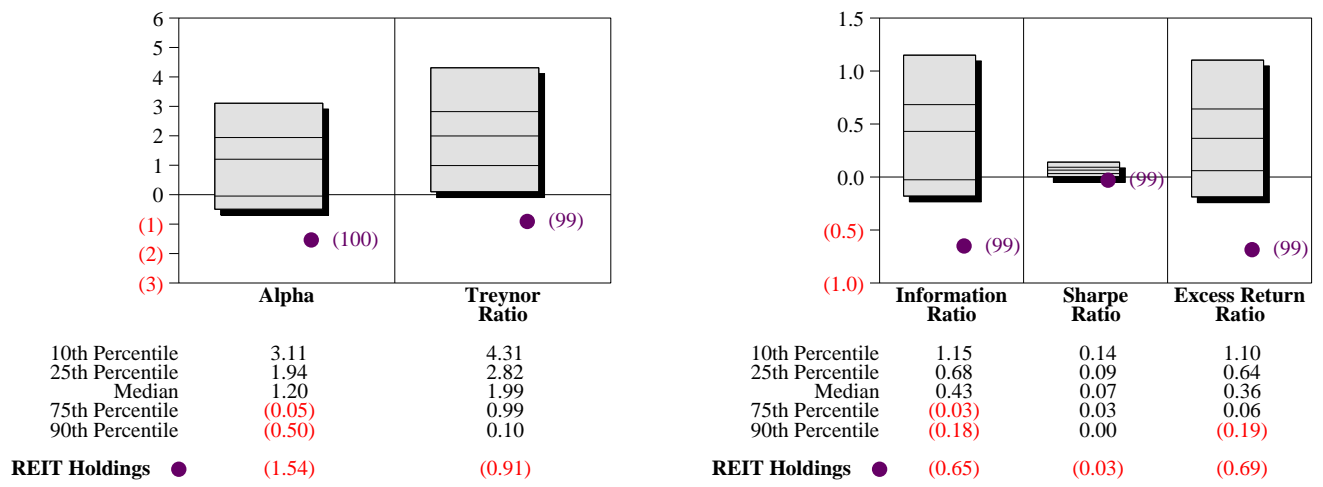 6
5
4
3
2
1
0
(1)
(2)
(3)
(100)
(99)
Alpha
Treynor
Ratio
10th Percentile 3.11 4.31
25th Percentile 1.94 2.82
Median 1.20 1.99
75th Percentile (0.05) 0.99
90th Percentile (0.50) 0.10
REIT Holdings (1.54) (0.91)
1.5
1.0
0.5
0.0
(0.5)
(1.0)
(99)
(99)
(99)
Information
Ratio
Sharpe
Ratio
Excess Return
Ratio
10th Percentile 1.15 0.14 1.10
25th Percentile 0.68 0.09 0.64
Median 0.43 0.07 0.36
75th Percentile (0.03) 0.03 0.06
90th Percentile (0.18) 0.00 (0.19)
REIT Holdings (0.65) (0.03) (0.69)